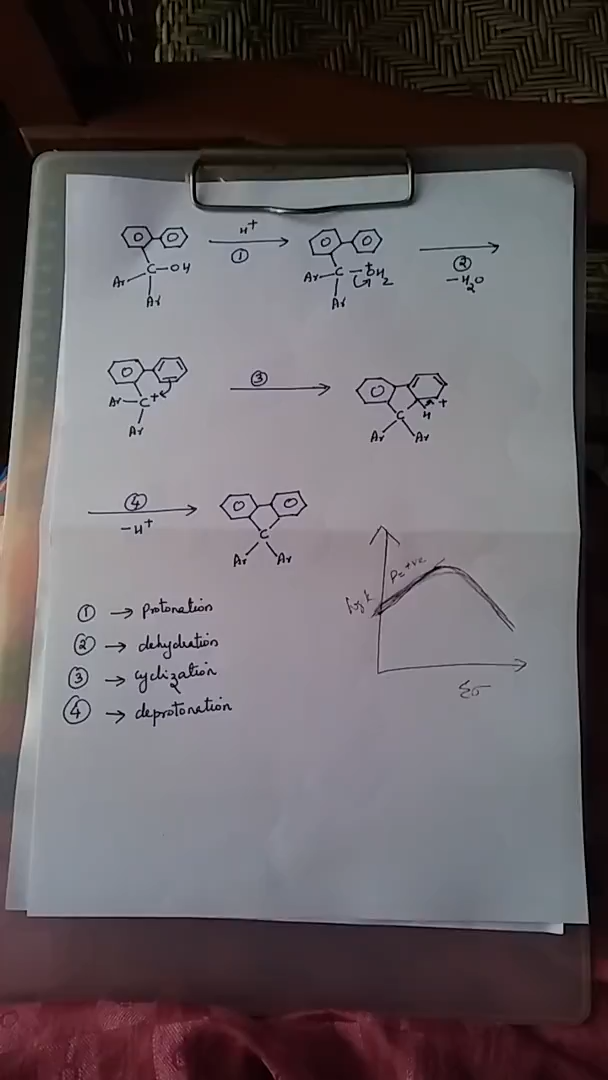 H⁺
①
C-OH
Ar
Ar
Ar C
Ar
②
-H₂O
Ar C +
Ar
③
C H +
Ar Ar
④
-H⁺
C
Ar Ar
① → Protonation
② → dehydration
③ → cyclization
④ → deprotonation
log k
+ve
Σσ